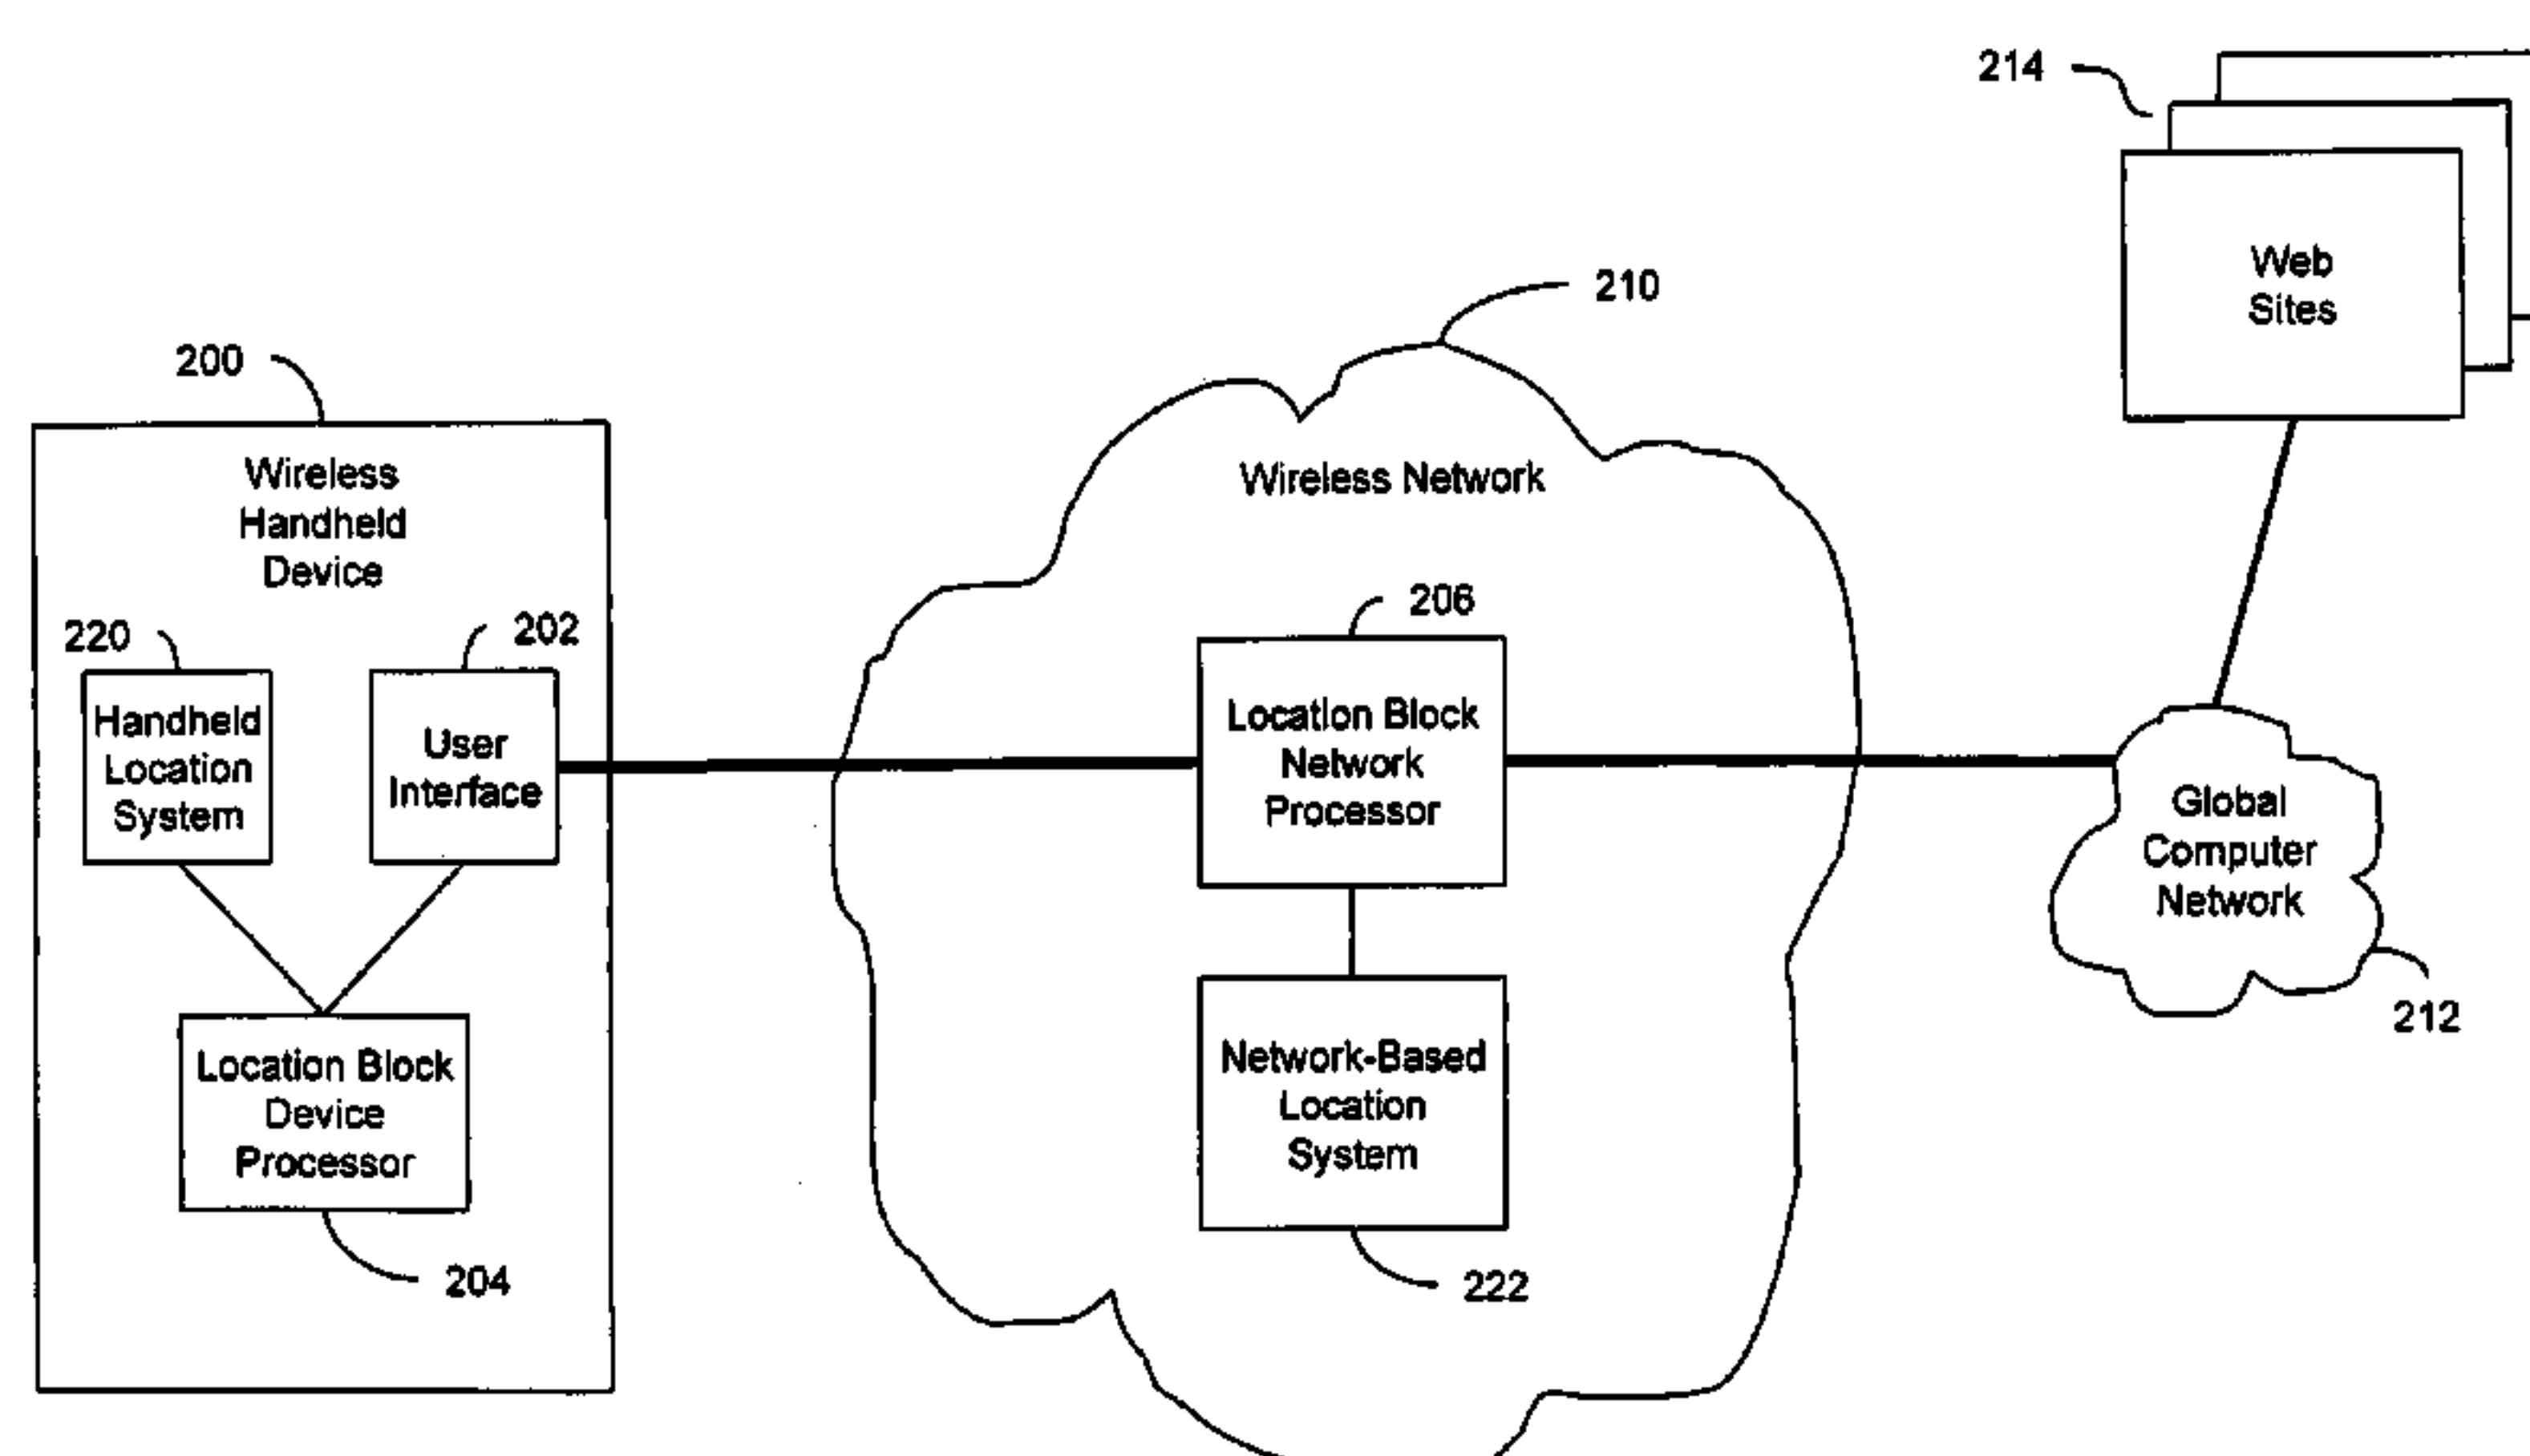 214
Web
Sites
210
200
Wireless
Handheld
Device
Wireless Network
220
202
206
Handheld
Location
System
User
Interface
Location Block
Network
Processor
Global
Computer
Network
212
Location Block
Device
Processor
Network-Based
Location
System
204
222